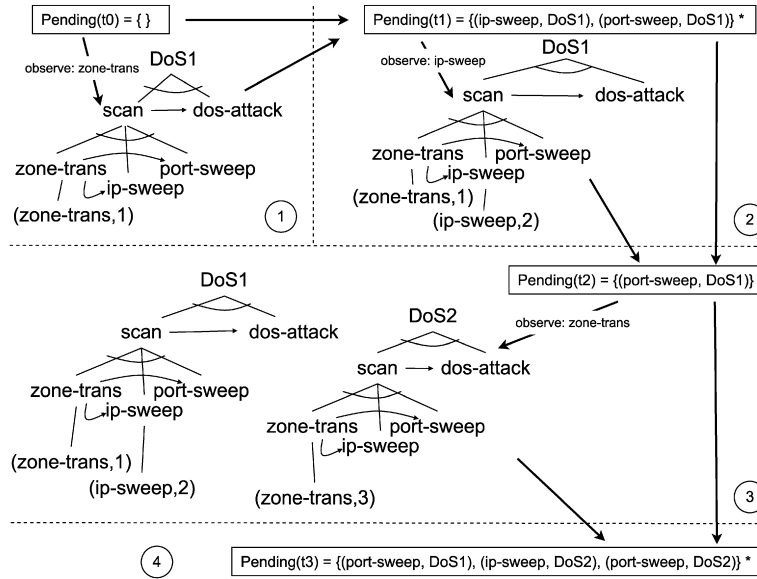 Pending(t0) = { }
Pending(t1) = {(ip-sweep, DoS1), (port-sweep, DoS1)} *
observe: zone-trans
DoS1
scan
dos-attack
zone-trans
port-sweep
ip-sweep
(zone-trans,1)
1
observe: ip-sweep
DoS1
scan
dos-attack
zone-trans
port-sweep
ip-sweep
(zone-trans,1)
(ip-sweep,2)
2
Pending(t2) = {(port-sweep, DoS1)}
observe: zone-trans
DoS1
scan
dos-attack
zone-trans
port-sweep
ip-sweep
(zone-trans,1)
(ip-sweep,2)
DoS2
scan
dos-attack
zone-trans
port-sweep
ip-sweep
(zone-trans,3)
3
4
Pending(t3) = {(port-sweep, DoS1), (ip-sweep, DoS2), (port-sweep, DoS2)} *